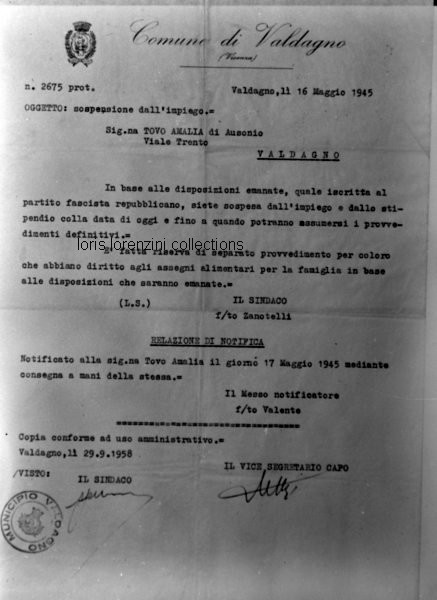 Comune di Valdagno
(Vicenza)
n. 2675 prot.
Valdagno,lì 16 Maggio 1945
OGGETTO: sospensione dall'impiego.=
Sig.na TOVO AMALIA di Ausonio
Viale Trento
VALDAGNO
In base alle disposizioni emanate, quale iscritta al
partito fascista repubblicano, siete sospesa dall'impiego e dallo sti-
pendio colla data di oggi e fino a quando potranno assumersi i provve-
dimenti definitivi.=
loris lorenzini collections
E' fatta riserva di separato provvedimento per coloro
che abbiano diritto agli assegni alimentari per la famiglia in base
alle disposizioni che saranno emanate.=
(L.S.)
IL SINDACO
f/to Zanotelli
RELAZIONE DI NOTIFICA
Notificato alla sig.na Tovo Amalia il giorno 17 Maggio 1945 mediante
consegna a mani della stessa.=
Il Messo notificatore
f/to Valente
Copia conforme ad uso amministrativo.=
Valdagno,lì 29.9.1958
/VISTO:
IL SINDACO
IL VICE SEGRETARIO CAPO
MUNICIPIO VALDAGNO